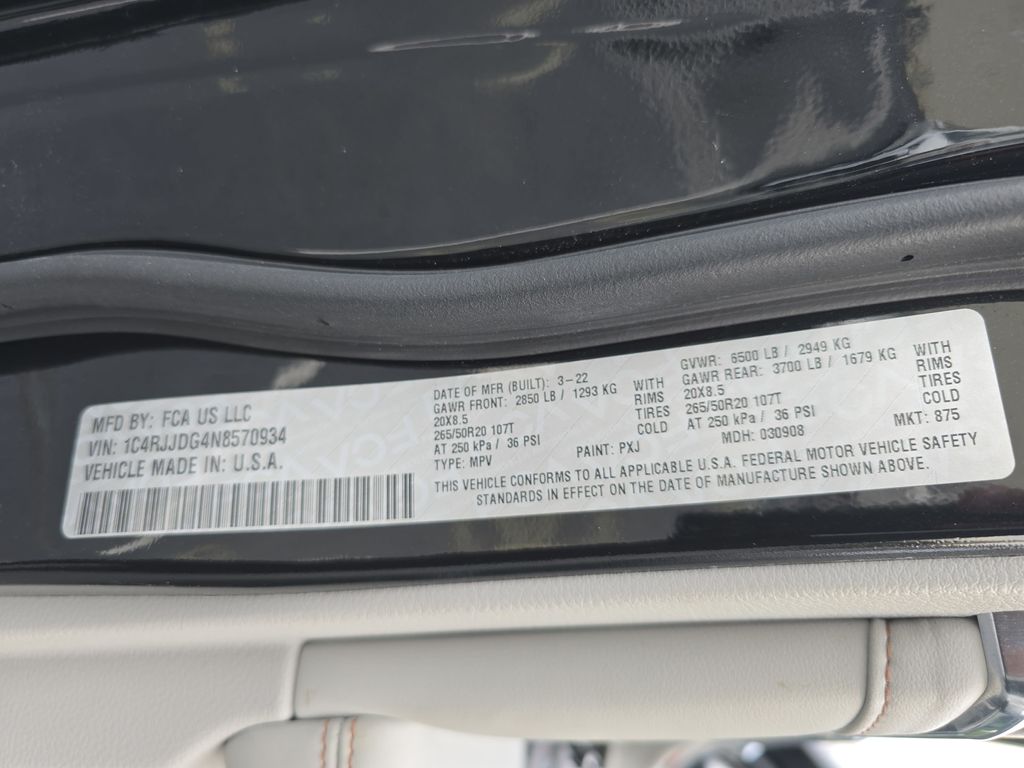 MFD BY: FCA US LLC
VIN: 1C4RJJDG4N8570934
VEHICLE MADE IN: U.S.A.
DATE OF MFR (BUILT): 3-22
GAWR FRONT: 2850 LB / 1293 KG WITH
20X8.5 RIMS
265/50R20 107T TIRES
AT 250 kPa / 36 PSI COLD
TYPE: MPV PAINT: PXJ
GVWR: 6500 LB / 2949 KG
GAWR REAR: 3700 LB / 1679 KG WITH
20X8.5 RIMS
265/50R20 107T TIRES
AT 250 kPa / 36 PSI COLD
MDH: 030908 MKT: 875
THIS VEHICLE CONFORMS TO ALL APPLICABLE U.S.A. FEDERAL MOTOR VEHICLE SAFETY
STANDARDS IN EFFECT ON THE DATE OF MANUFACTURE SHOWN ABOVE.